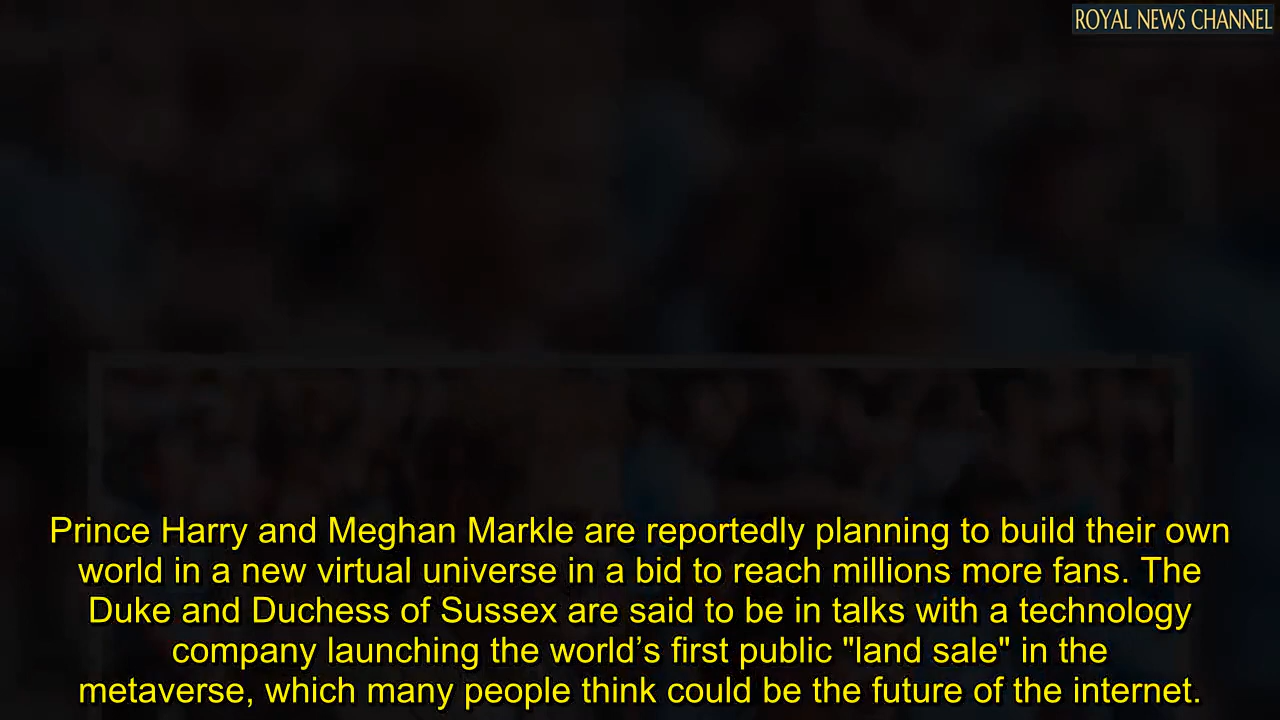 ROYAL NEWS CHANNEL
Prince Harry and Meghan Markle are reportedly planning to build their own
world in a new virtual universe in a bid to reach millions more fans. The
Duke and Duchess of Sussex are said to be in talks with a technology
company launching the world’s first public "land sale" in the
metaverse, which many people think could be the future of the internet.